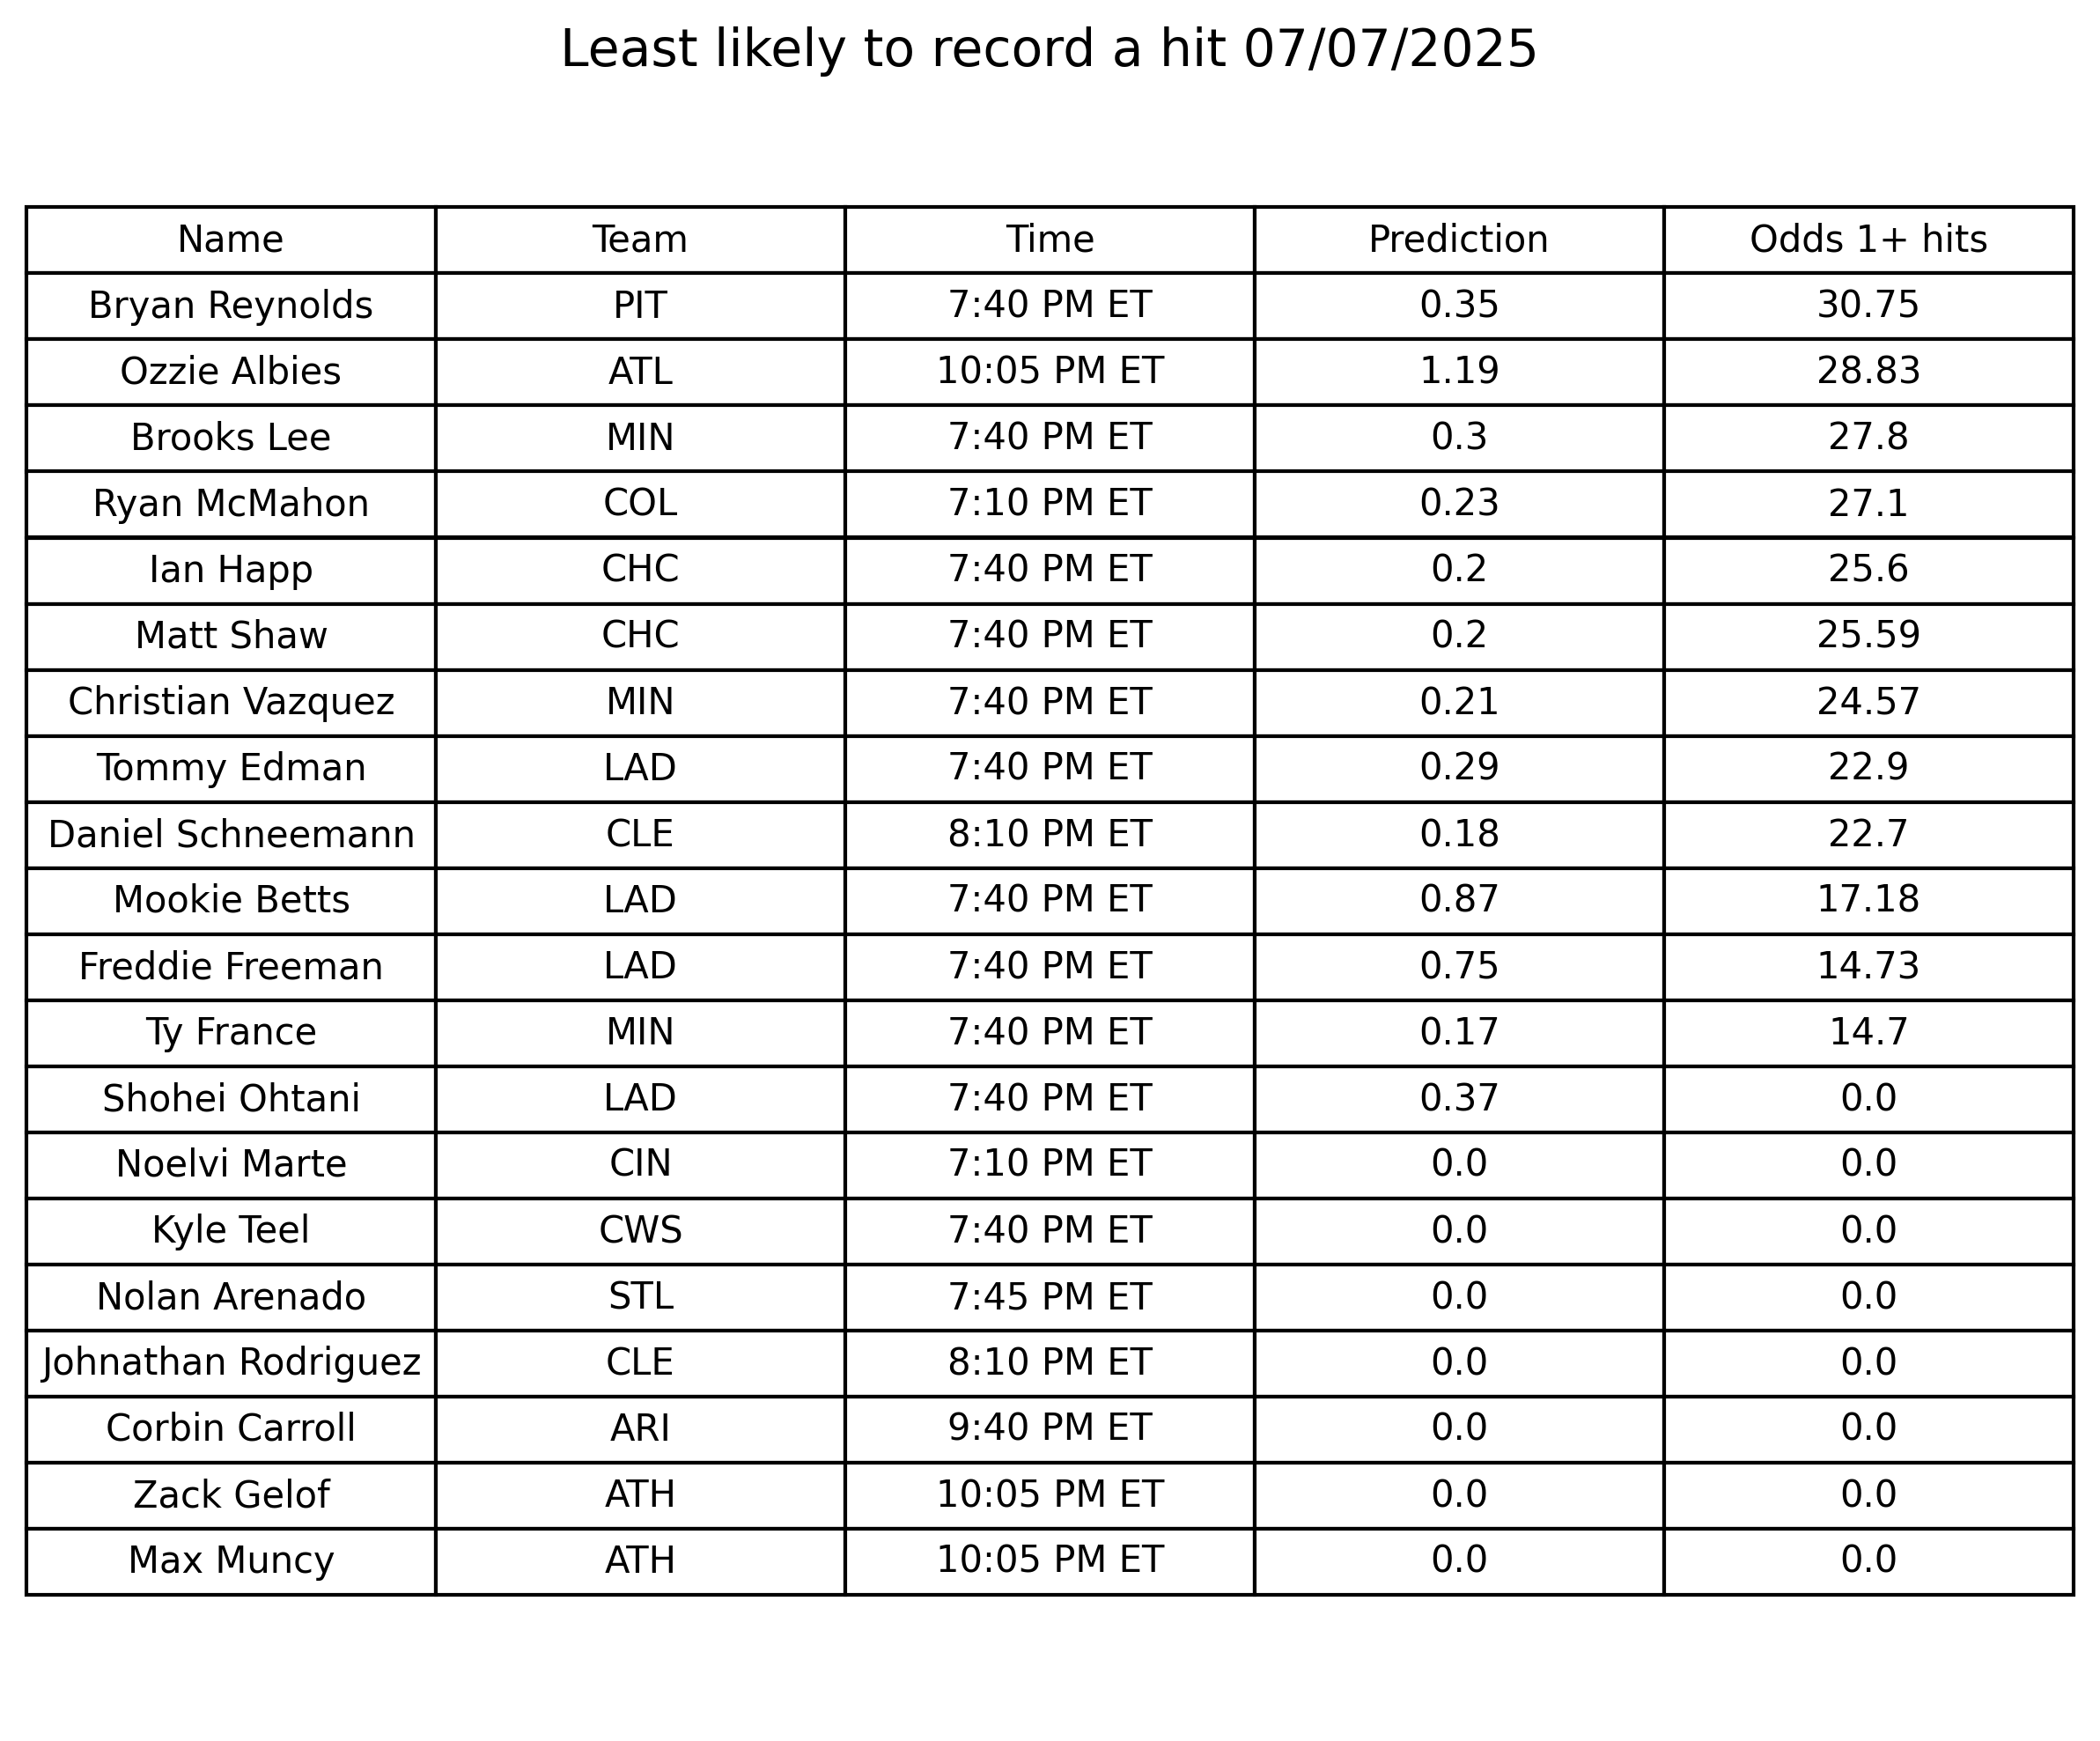 Least likely to record a hit 07/07/2025
Name Team Time Prediction Odds 1+ hits
Bryan Reynolds PIT 7:40 PM ET 0.35 30.75
Ozzie Albies ATL 10:05 PM ET 1.19 28.83
Brooks Lee MIN 7:40 PM ET 0.3 27.8
Ryan McMahon COL 7:10 PM ET 0.23 27.1
Ian Happ CHC 7:40 PM ET 0.2 25.6
Matt Shaw CHC 7:40 PM ET 0.2 25.59
Christian Vazquez MIN 7:40 PM ET 0.21 24.57
Tommy Edman LAD 7:40 PM ET 0.29 22.9
Daniel Schneemann CLE 8:10 PM ET 0.18 22.7
Mookie Betts LAD 7:40 PM ET 0.87 17.18
Freddie Freeman LAD 7:40 PM ET 0.75 14.73
Ty France MIN 7:40 PM ET 0.17 14.7
Shohei Ohtani LAD 7:40 PM ET 0.37 0.0
Noelvi Marte CIN 7:10 PM ET 0.0 0.0
Kyle Teel CWS 7:40 PM ET 0.0 0.0
Nolan Arenado STL 7:45 PM ET 0.0 0.0
Johnathan Rodriguez CLE 8:10 PM ET 0.0 0.0
Corbin Carroll ARI 9:40 PM ET 0.0 0.0
Zack Gelof ATH 10:05 PM ET 0.0 0.0
Max Muncy ATH 10:05 PM ET 0.0 0.0